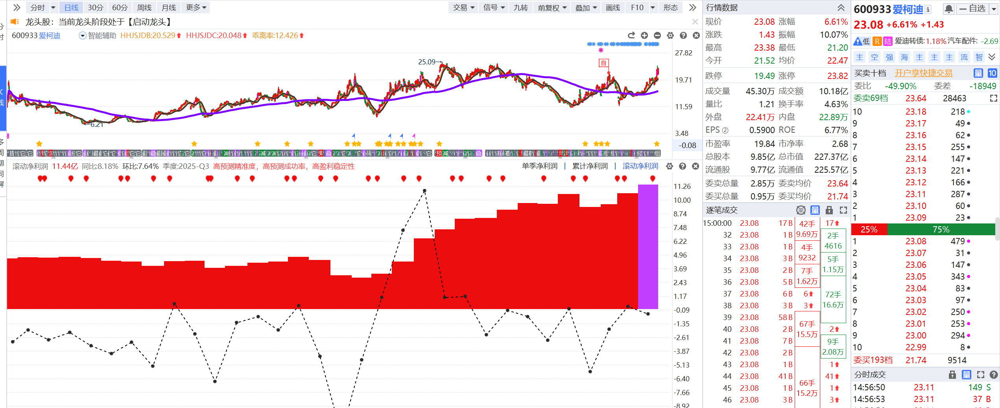 分时 日线 30分 60分 周线 月线 更多 交易 信号 九转 前复权 叠加 画线 F10 形态
龙头股：当前龙头阶段处于【启动龙头】
600933 爱柯迪 智能辅助 HHJSJDB:20.529 HHJSJDC:20.048 乖离率:12.426
27.82
19.71
11.59
3.48
-0.08
25.09
6.21
自
滚动净利润 11.44亿 同比:8.18% 环比:7.64% 季度:2025-Q3 高预测精准度，高预测成功率，高盈利稳定性
单季净利润 | 累计净利润 | 滚动净利润
11.26
10.00
8.74
7.48
6.22
4.96
3.69
2.43
1.17
-0.09
-1.35
-2.61
-3.87
-5.13
-6.40
-7.66
-8.92
行情数据
现价 23.08 涨幅 6.61%
涨跌 1.43 振幅 10.07%
最高 23.38 最低 21.20
今开 21.52 均价 22.47
跌停 19.49 涨停 23.82
成交量 45.30万 成交额 10.18亿
量比 1.21 换手率 4.63%
外盘 22.41万 内盘 22.89万
EPS② 0.5900 ROE 6.77%
市盈率 19.84 市净率 2.68
总股本 9.85亿 总市值 227.37亿
流通股 9.77亿 流通值 225.57亿
委卖总量 2.85万 委卖均价 23.64
委买总量 0.95万 委买均价 21.74
逐笔成交 单 量
15:00:00 23.08 17 B
32 23.08 1 B
33 23.08 1 B
34 23.08 3 B
35 23.08 2 B
36 23.08 5 B
37 23.08 6 B
38 23.08 3 B
39 23.08 58 B
40 23.08 2 B
41 23.08 7 B
42 23.08 2 B
43 23.08 1 B
44 23.08 41 B
45 23.08 1 B
46 23.08 3 B
42手
9.69万
4手
9232
7手
1.62万
6
3
67手
15.5万
66手
15.2万
17
2手
4616
5手
1.15万
72手
16.6万
2
9手
2.08万
1
41
1
3
600933 爱柯迪 自选
23.08 +6.61% +1.43
低 R 陆 爱迪转债:1.18% 汽车配件: -2.69
主 空 强 海 主 主 主 流 智
买卖十档 开户享快捷交易 量 10
委比 -49.90% 委差 -18949
委卖69档 23.64 28463
10 23.18 218
9 23.17 49
8 23.16 62
7 23.15 255
6 23.14 147
5 23.13 221
4 23.12 166
3 23.11 287
2 23.10 60
1 23.09 23
25% 75%
1 23.08 479
2 23.07 31
3 23.06 147
4 23.05 343
5 23.04 83
6 23.03 97
7 23.02 250
8 23.01 253
9 23.00 294
10 22.99 8
委买193档 21.74 9514
分时成交 量
14:56:50 23.11 149 S
14:56:53 23.11 37 B